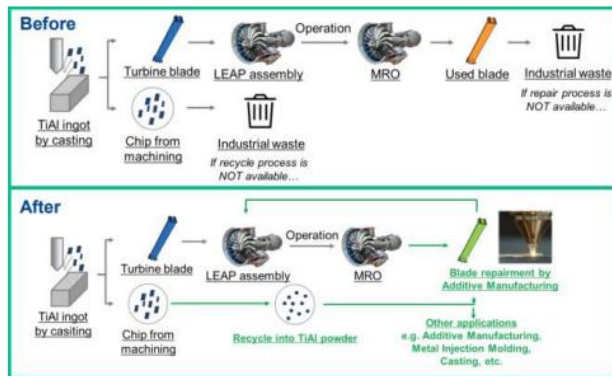 Before
Operation
Turbine blade
LEAP assembly
MRO
Used blade
Industrial waste
If repair process is
NOT available…
TiAl ingot
by casting
Chip from
machining
Industrial waste
If recycle process is
NOT available…
After
Operation
Turbine blade
LEAP assembly
MRO
Blade repairment by
Additive Manufacturing
TiAl ingot
by casiting
Chip from
machining
Recycle into TiAl powder
Other applications
e.g. Additive Manufacturing,
Metal Injection Molding,
Casting, etc.